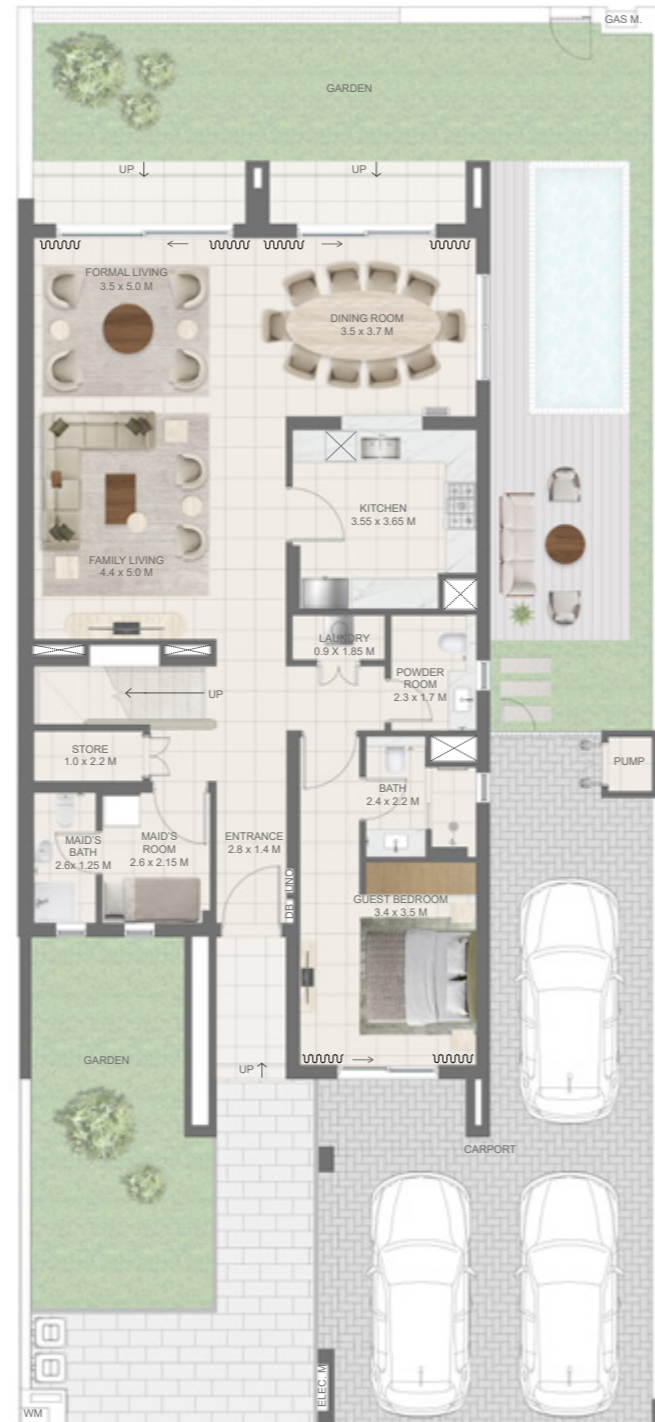 GAS M.
GARDEN
UP
UP
FORMAL LIVING
3.5 x 5.0 M
DINING ROOM
3.5 x 3.7 M
KITCHEN
3.55 x 3.65 M
FAMILY LIVING
4.4 x 5.0 M
LAUNDRY
0.9 X 1.85 M
POWDER
ROOM
2.3 x 1.7 M
UP
STORE
1.0 x 2.2 M
PUMP
BATH
2.4 x 2.2 M
MAID'S
BATH
2.6x 1.25 M
MAID'S
ROOM
2.6 x 2.15 M
ENTRANCE
2.8 x 1.4 M
DB UNO
GUEST BEDROOM
3.4 x 3.5 M
GARDEN
UP
CARPORT
ELEC. M
WM